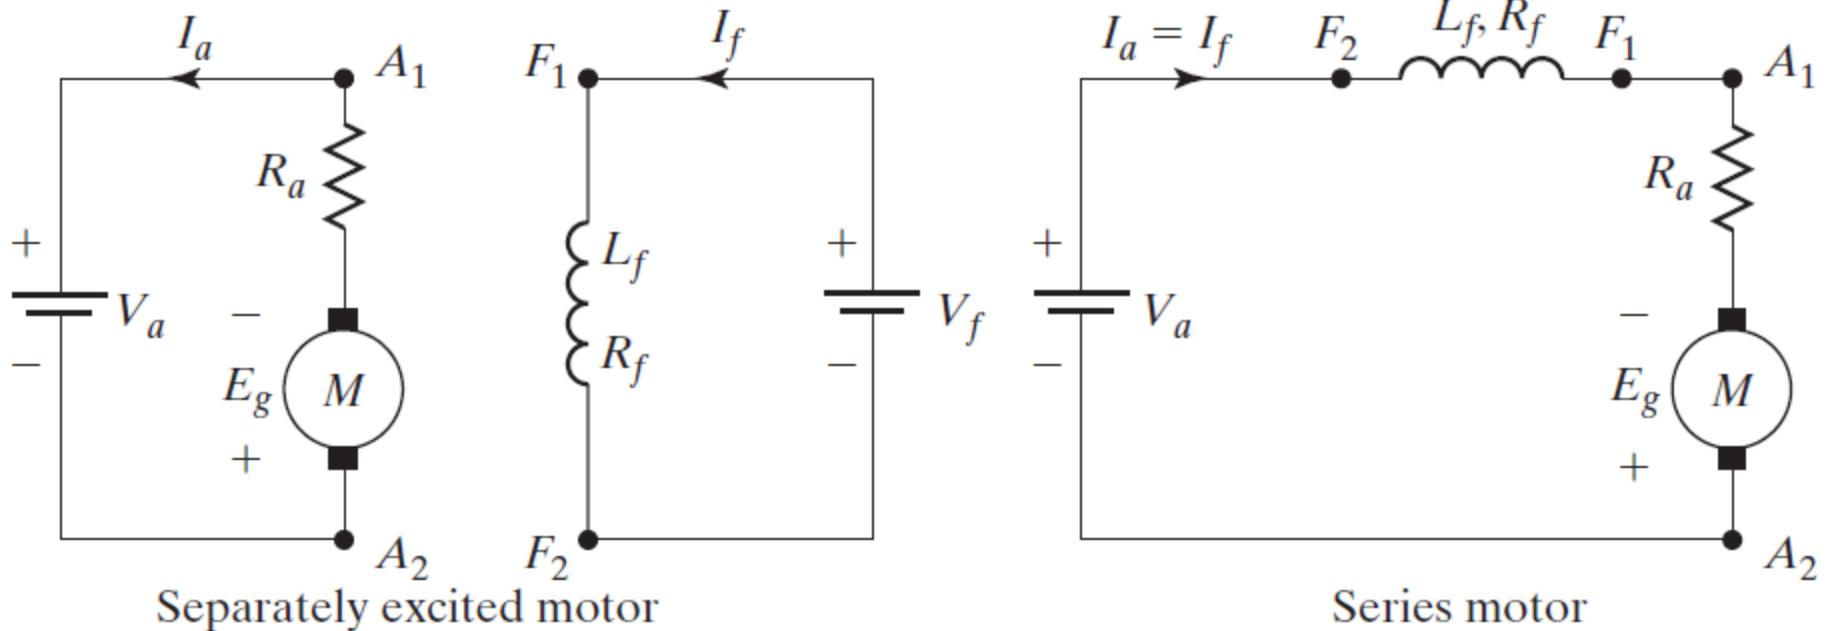 I_a
A_1
F_1
I_f
I_a = I_f
F_2
L_f, R_f
F_1
A_1
R_a
R_a
+
L_f
+
+
V_a
−
V_f
V_a
−
−
R_f
−
−
E_g
M
E_g
M
+
+
A_2
F_2
A_2
Separately excited motor
Series motor